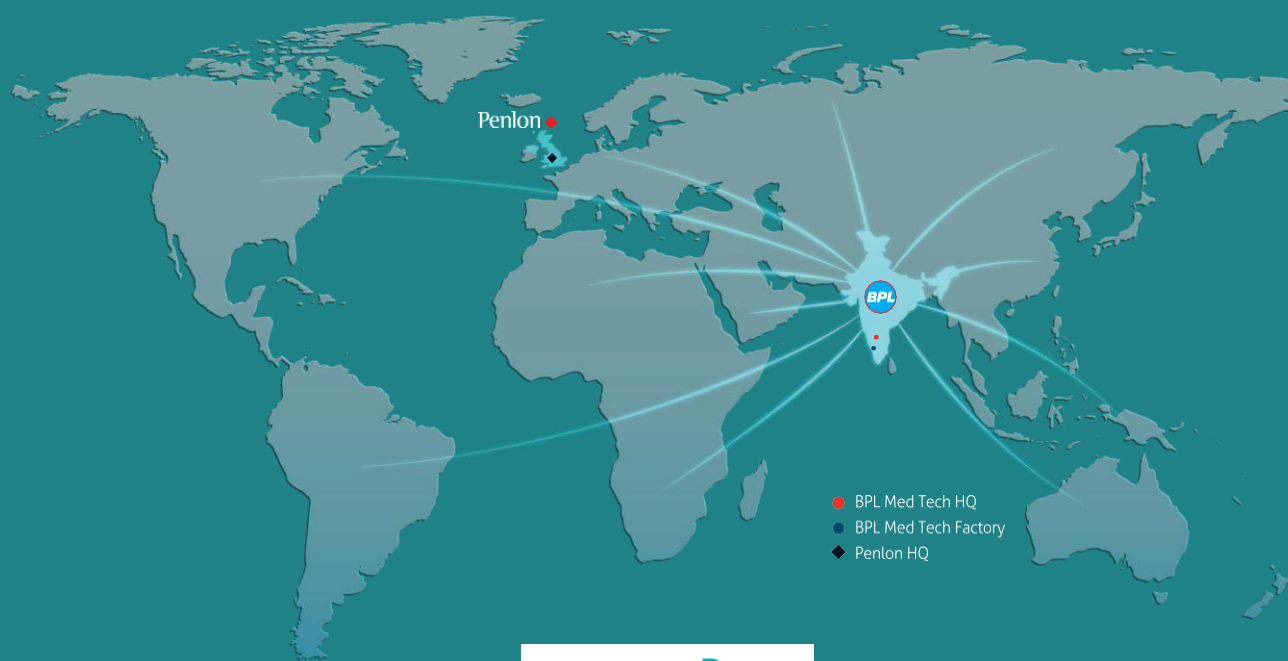 Penlon
BPL
BPL Med Tech HQ
BPL Med Tech Factory
Penlon HQ